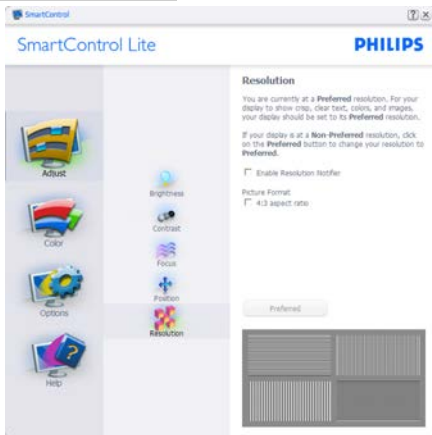 SmartControl
SmartControl Lite
PHILIPS
Adjust
Color
Options
Help
Brightness
Contrast
Focus
Position
Resolution
Resolution
You are currently at a Preferred resolution. For your
display to show crisp, clear text, colors, and images,
your display should be set to its Preferred resolution.
If your display is at a Non-Preferred resolution, click
on the Preferred button to change your resolution to
Preferred.
Enable Resolution Notifier
Picture Format
4:3 aspect ratio
Preferred